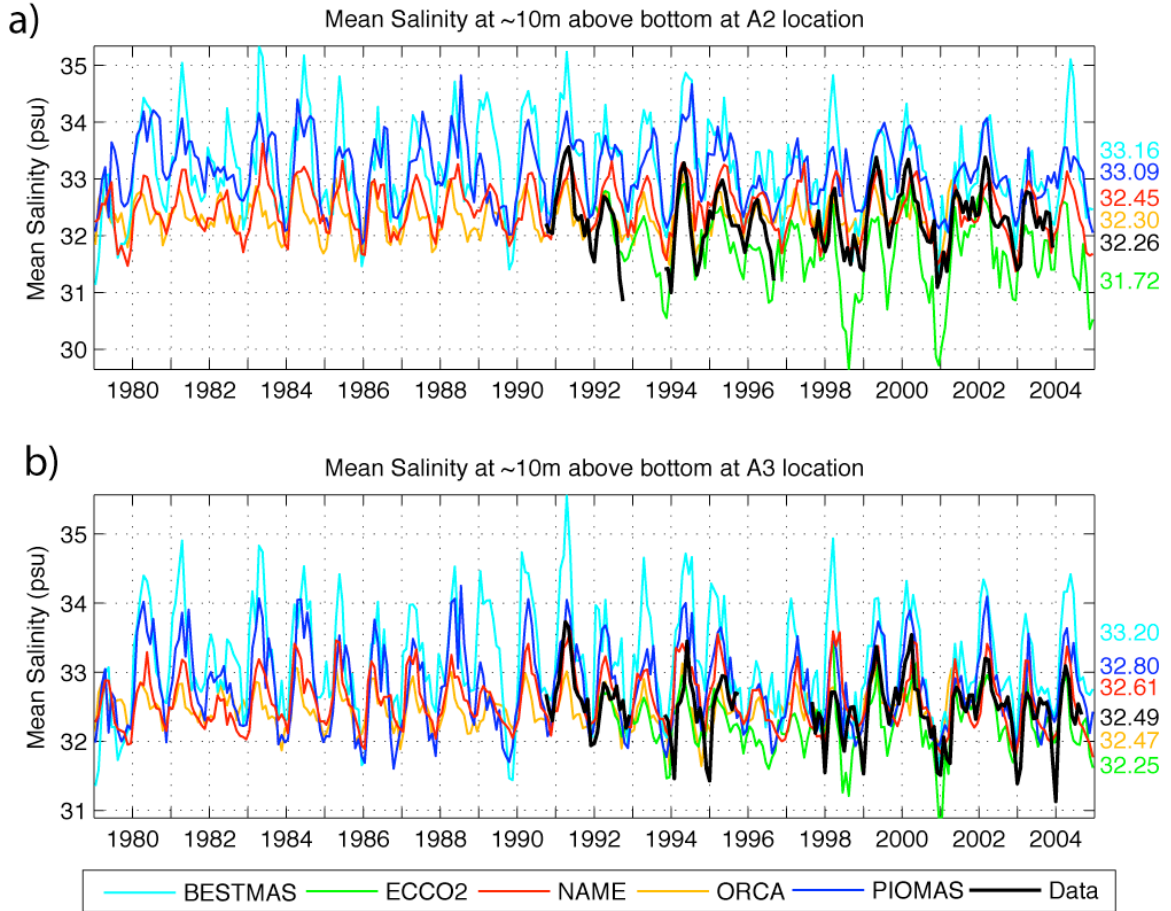 a)
Mean Salinity at ~10m above bottom at A2 location
Mean Salinity (psu)
35
34
33
32
31
30
33.16
33.09
32.45
32.30
32.26
31.72
1980 1982 1984 1986 1988 1990 1992 1994 1996 1998 2000 2002 2004
b)
Mean Salinity at ~10m above bottom at A3 location
Mean Salinity (psu)
35
34
33
32
31
33.20
32.80
32.61
32.49
32.47
32.25
1980 1982 1984 1986 1988 1990 1992 1994 1996 1998 2000 2002 2004
BESTMAS ECCO2 NAME ORCA PIOMAS Data